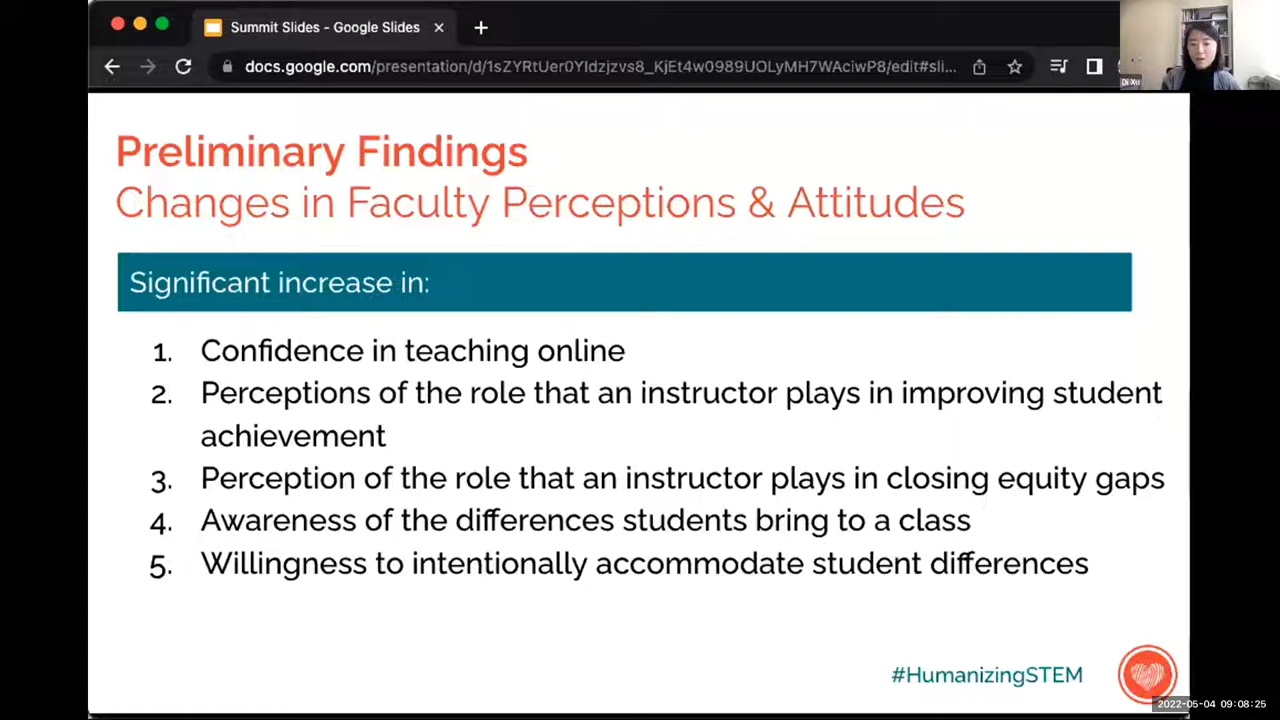 Summit Slides - Google Slides
docs.google.com/presentation/d/1sZYRtUer0YIdzjzvs8_KjEt4w0989UOLyMH7WAciwP8/edit#sli...
Di Xu
Preliminary Findings
Changes in Faculty Perceptions & Attitudes
Significant increase in:
1. Confidence in teaching online
2. Perceptions of the role that an instructor plays in improving student
achievement
3. Perception of the role that an instructor plays in closing equity gaps
4. Awareness of the differences students bring to a class
5. Willingness to intentionally accommodate student differences
#HumanizingSTEM
2022-05-04 09:08:25